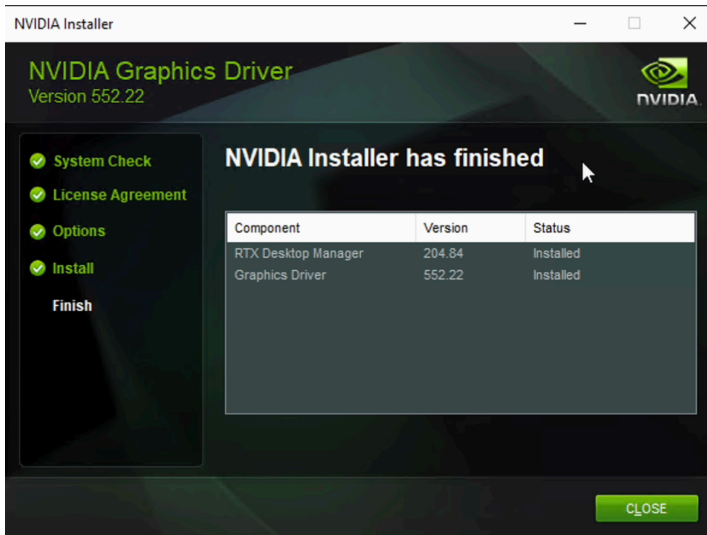 NVIDIA Installer
NVIDIA Graphics Driver
Version 552.22
NVIDIA.
System Check
License Agreement
Options
Install
Finish
NVIDIA Installer has finished
Component Version Status
RTX Desktop Manager 204.84 Installed
Graphics Driver 552.22 Installed
CLOSE